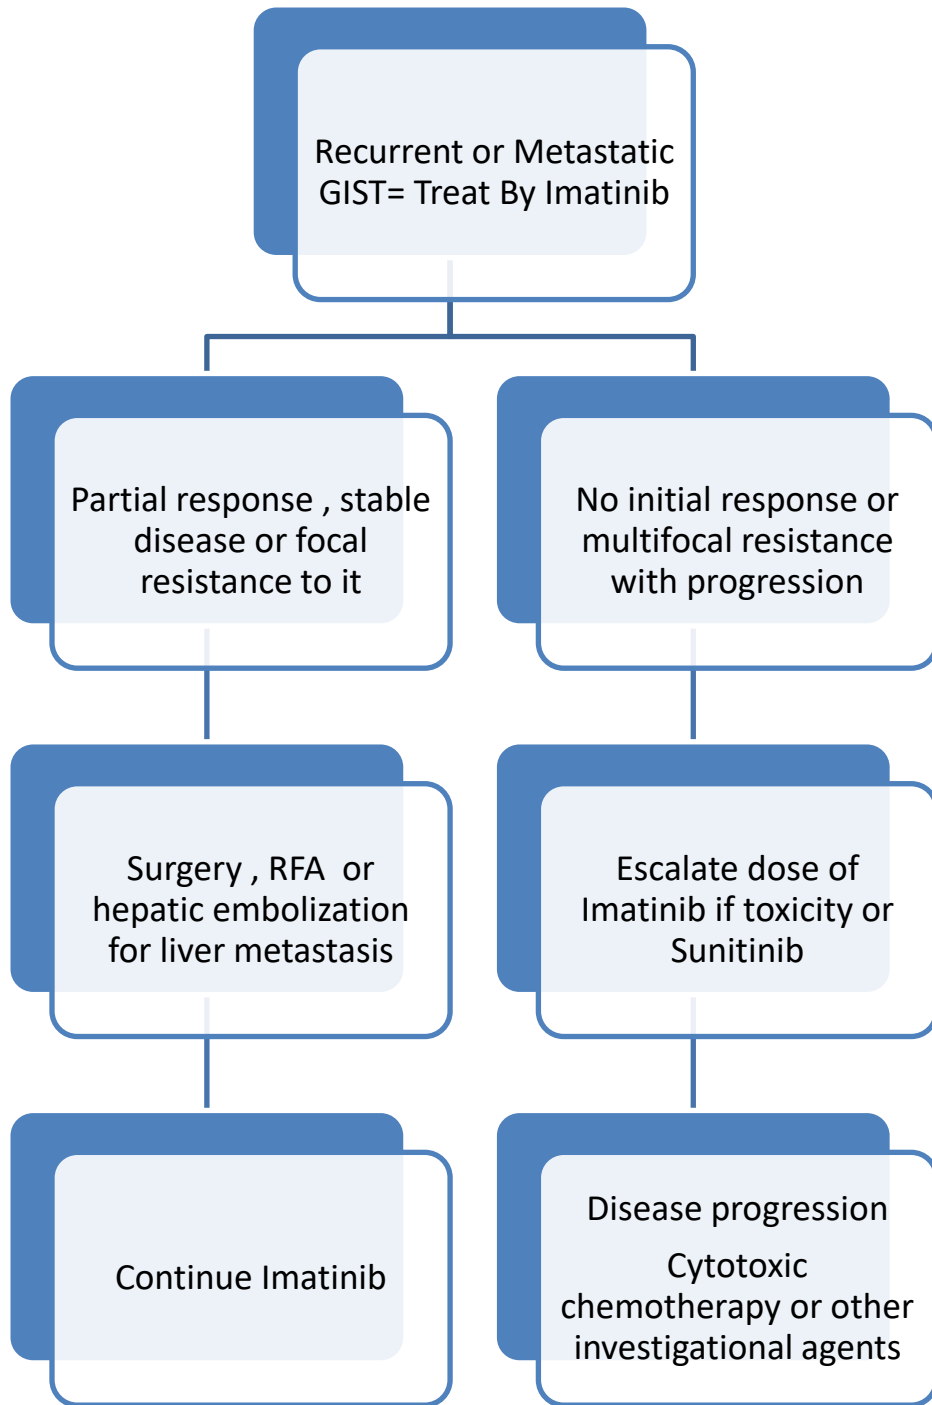 Recurrent or Metastatic
GIST= Treat By Imatinib
Partial response , stable
disease or focal
resistance to it
No initial response or
multifocal resistance
with progression
Surgery , RFA or
hepatic embolization
for liver metastasis
Escalate dose of
Imatinib if toxicity or
Sunitinib
Continue Imatinib
Disease progression
Cytotoxic
chemotherapy or other
investigational agents